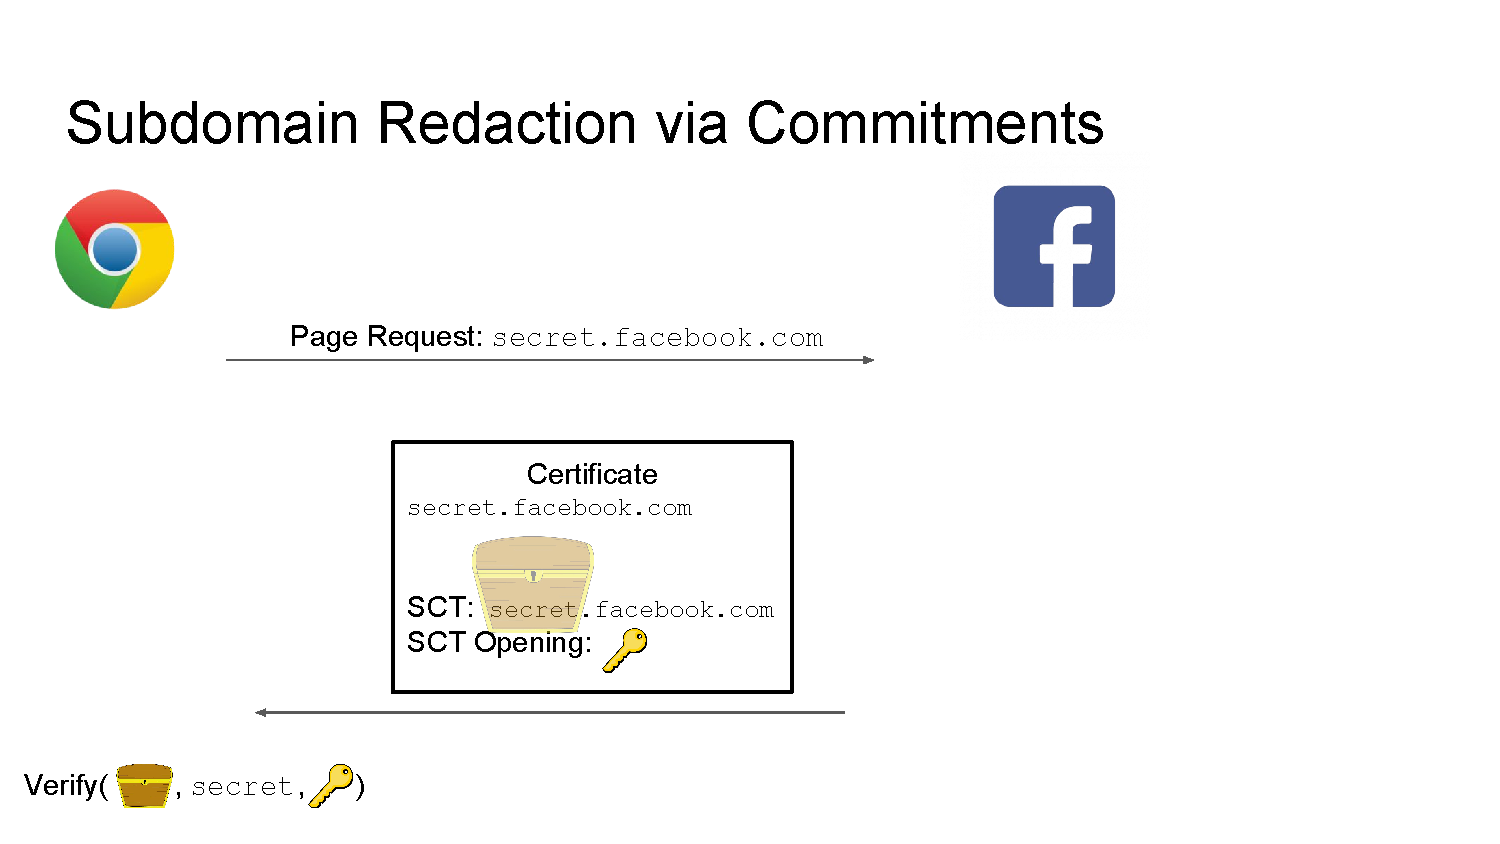 Subdomain Redaction via Commitments
Page Request: secret.facebook.com
Certificate
secret.facebook.com
SCT: secret.facebook.com
SCT Opening:
Verify( , secret, )